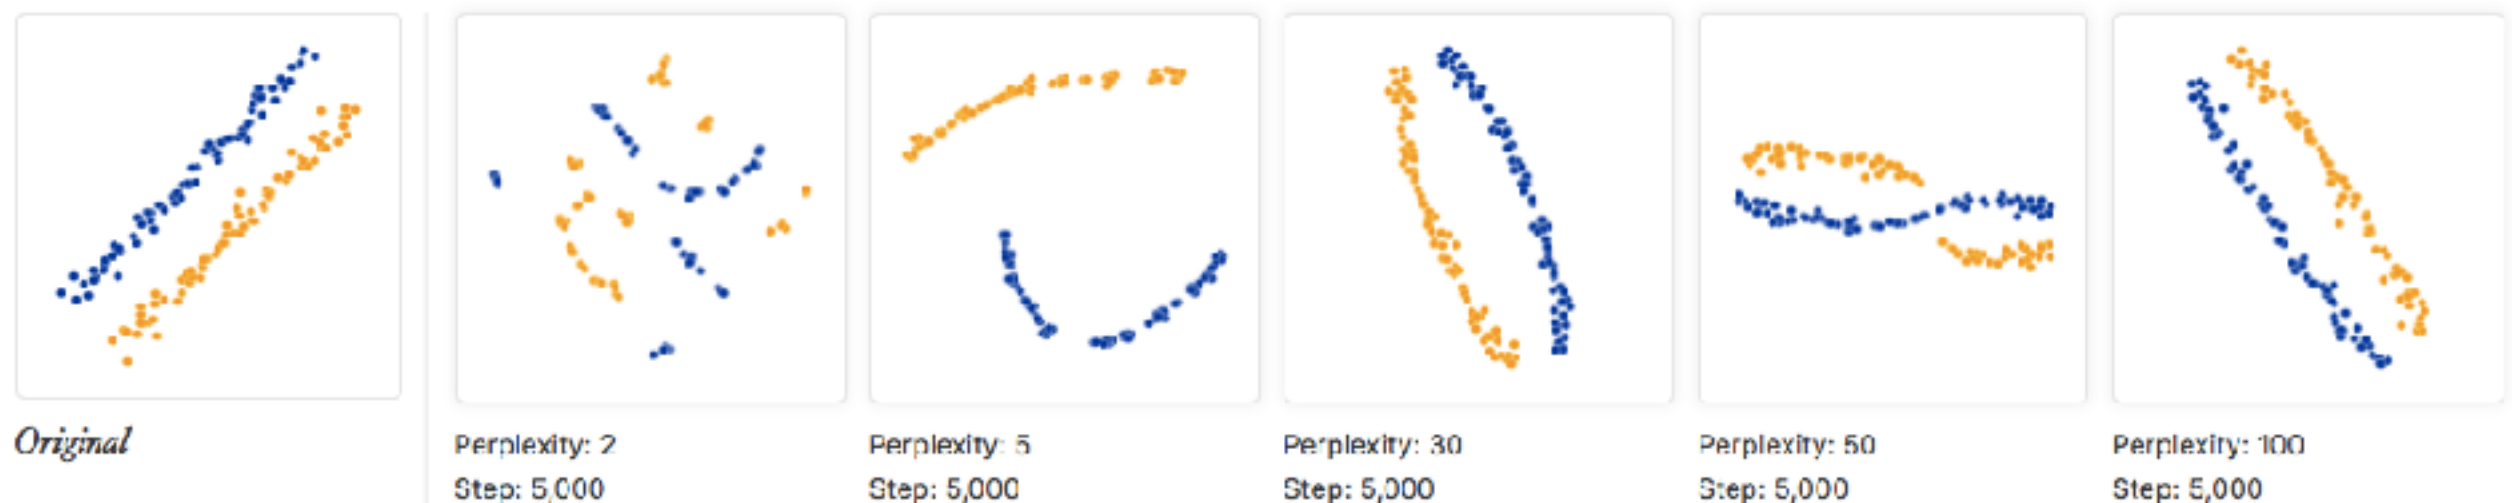 Original
Perplexity: 2
Step: 5,000
Perplexity: 5
Step: 5,000
Perplexity: 30
Step: 5,000
Perplexity: 50
Step: 5,000
Perplexity: 100
Step: 5,000